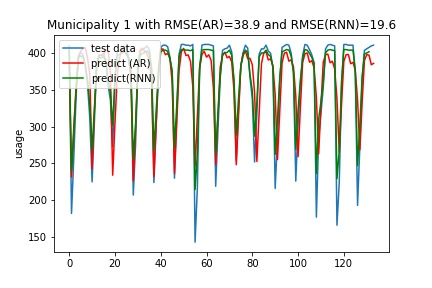 Municipality 1 with RMSE(AR)=38.9 and RMSE(RNN)=19.6
test data
predict (AR)
predict(RNN)
usage
400
350
300
250
200
150
0 20 40 60 80 100 120